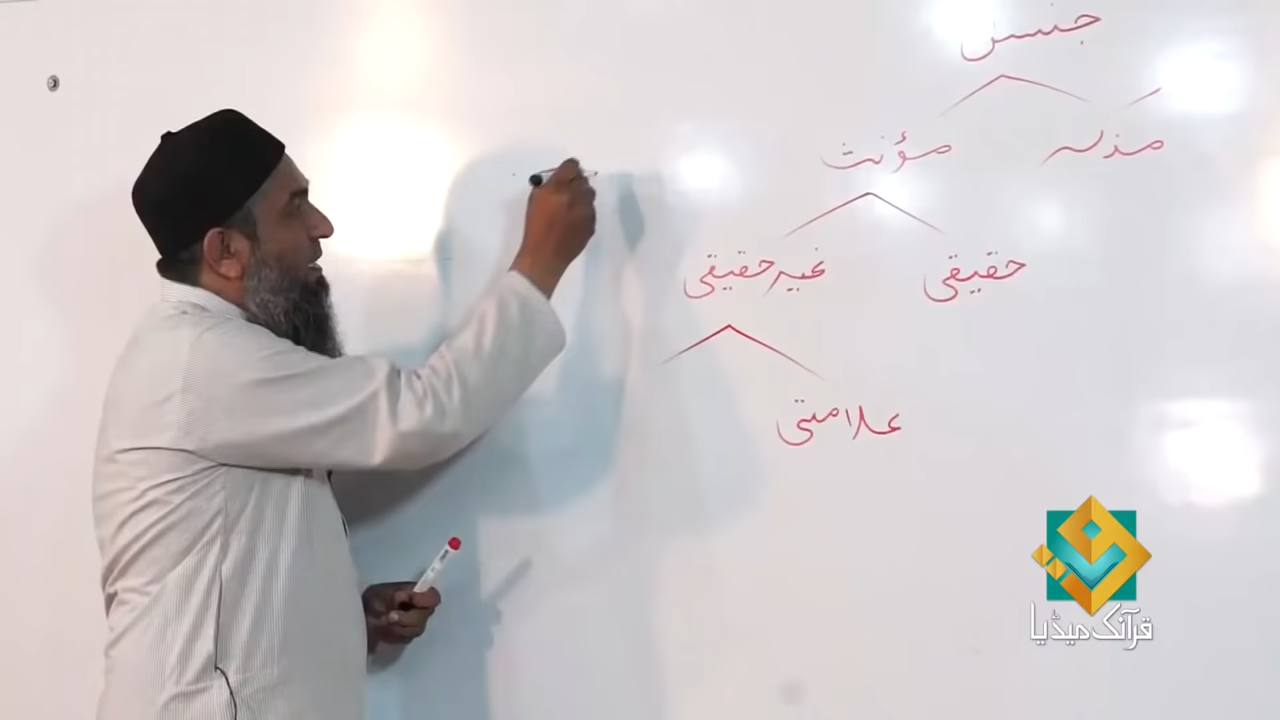 جنس
مذکر مؤنث
حقیقی غیر حقیقی
علامتی
قرآنک میڈیا